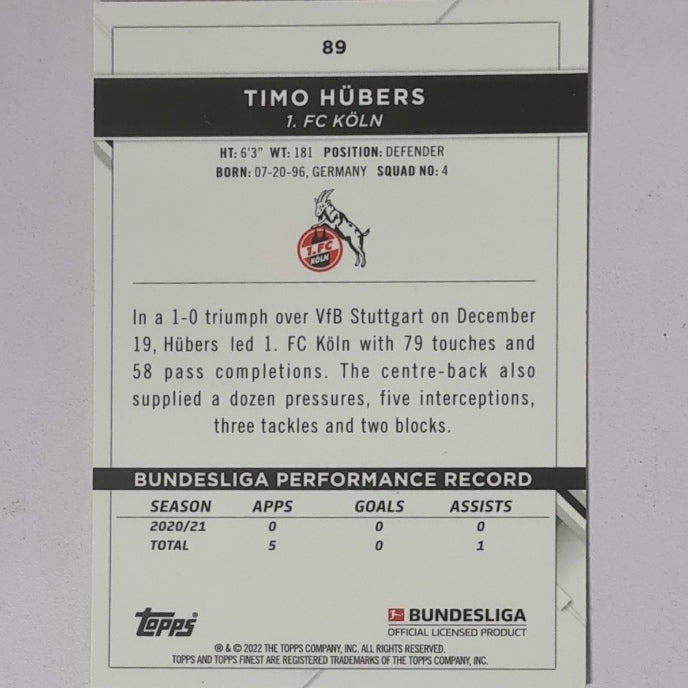 89
TIMO HÜBERS
1. FC KÖLN
HT: 6'3" WT: 181 POSITION: DEFENDER
BORN: 07-20-96, GERMANY SQUAD NO: 4
1.FC
KÖLN
In a 1-0 triumph over VfB Stuttgart on December
19, Hübers led 1. FC Köln with 79 touches and
58 pass completions. The centre-back also
supplied a dozen pressures, five interceptions,
three tackles and two blocks.
BUNDESLIGA PERFORMANCE RECORD
SEASON APPS GOALS ASSISTS
2020/21 0 0 0
TOTAL 5 0 1
Topps®
BUNDESLIGA
OFFICIAL LICENSED PRODUCT
® & © 2022 THE TOPPS COMPANY, INC. ALL RIGHTS RESERVED.
TOPPS AND TOPPS FINEST ARE REGISTERED TRADEMARKS OF THE TOPPS COMPANY, INC.